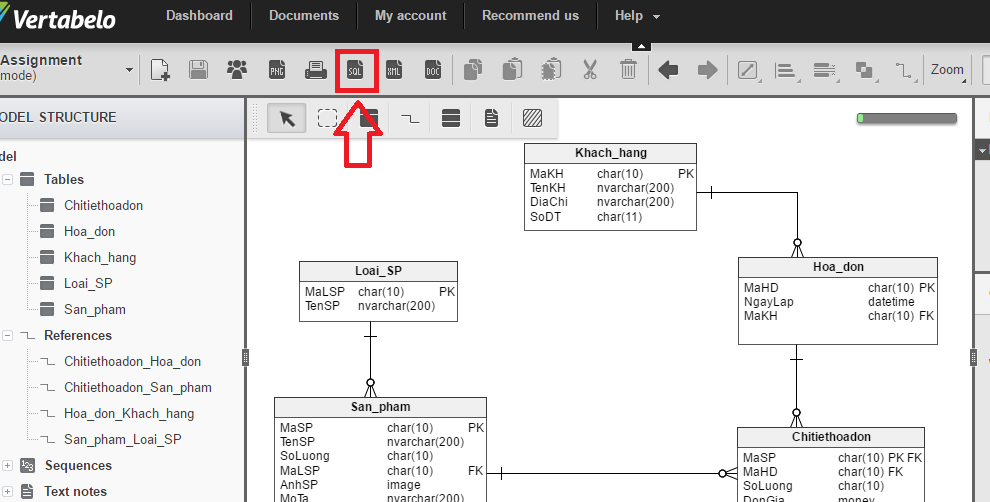 Vertabelo
Dashboard
Documents
My account
Recommend us
Help
Assignment
mode)
PNG
SQL
XML
DOC
Zoom
ODEL STRUCTURE
del
Tables
Chitiethoadon
Hoa_don
Khach_hang
Loai_SP
San_pham
References
Chitiethoadon_Hoa_don
Chitiethoadon_San_pham
Hoa_don_Khach_hang
San_pham_Loai_SP
123 Sequences
Text notes
Khach_hang
MaKH char(10) PK
TenKH nvarchar(200)
DiaChi nvarchar(200)
SoDT char(11)
Loai_SP
MaLSP char(10) PK
TenSP nvarchar(200)
Hoa_don
MaHD char(10) PK
NgayLap datetime
MaKH char(10) FK
San_pham
MaSP char(10) PK
TenSP nvarchar(200)
SoLuong char(10)
MaLSP char(10) FK
AnhSP image
MoTa nvarchar(200)
Chitiethoadon
MaSP char(10) PK FK
MaHD char(10) FK
SoLuong char(10)
DonGia money